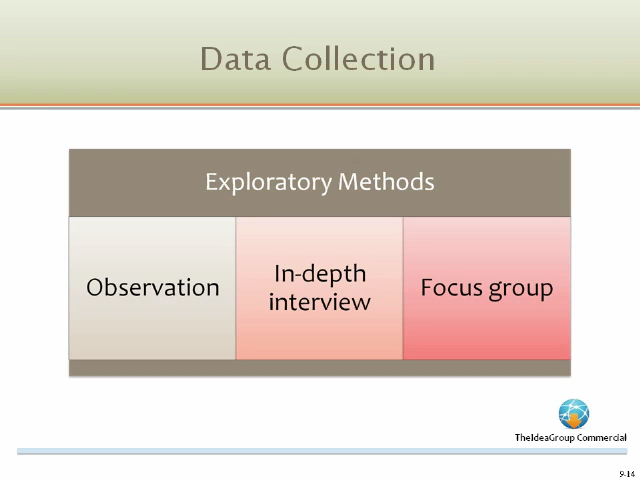 Data Collection
Exploratory Methods
Observation
In-depth
interview
Focus group
TheIdeaGroup Commercial
9-14